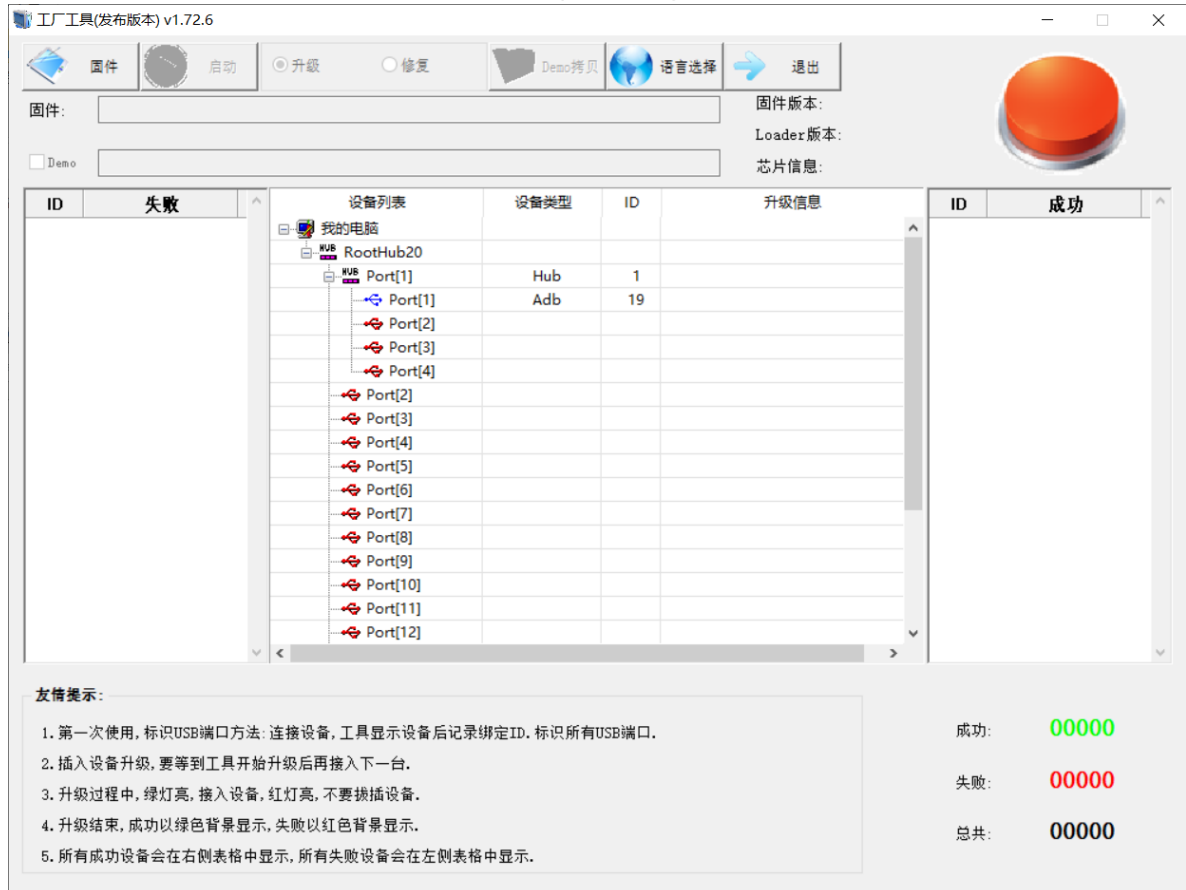 工厂工具(发布版本) v1.72.6
固件 启动 升级 修复 Demo拷贝 语言选择 退出
固件: 固件版本:
Loader版本:
Demo 芯片信息:
ID 失败 设备列表 设备类型 ID 升级信息 ID 成功
我的电脑
HUB RootHub20
HUB Port[1] Hub 1
Port[1] Adb 19
Port[2]
Port[3]
Port[4]
Port[2]
Port[3]
Port[4]
Port[5]
Port[6]
Port[7]
Port[8]
Port[9]
Port[10]
Port[11]
Port[12]
友情提示:
1. 第一次使用, 标识USB端口方法: 连接设备, 工具显示设备后记录绑定ID. 标识所有USB端口.
2. 插入设备升级, 要等到工具开始升级后再接入下一台.
3. 升级过程中, 绿灯亮, 接入设备, 红灯亮, 不要拔插设备.
4. 升级结束, 成功以绿色背景显示, 失败以红色背景显示.
5. 所有成功设备会在右侧表格中显示, 所有失败设备会在左侧表格中显示.
成功: 00000
失败: 00000
总共: 00000